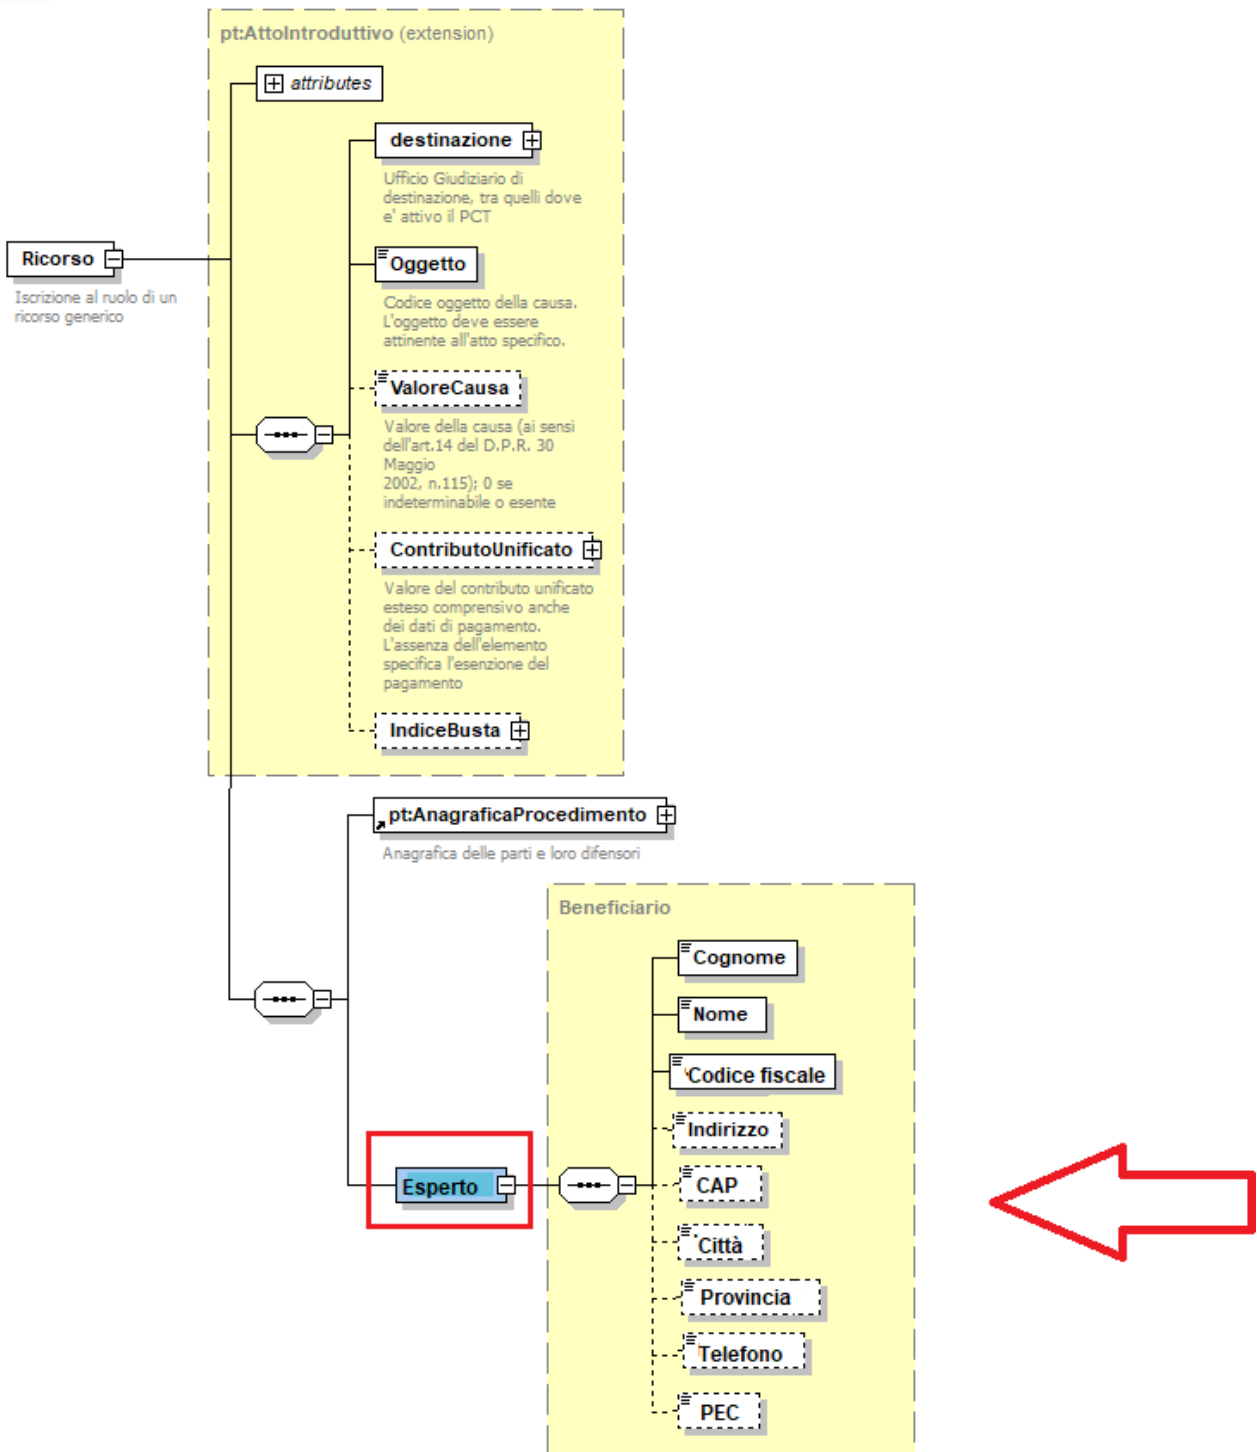 pt:AttoIntroduttivo (extension)
attributes
destinazione
Ufficio Giudiziario di
destinazione, tra quelli dove
e' attivo il PCT
Ricorso
Iscrizione al ruolo di un
ricorso generico
Oggetto
Codice oggetto della causa.
L'oggetto deve essere
attinente all'atto specifico.
ValoreCausa
Valore della causa (ai sensi
dell'art.14 del D.P.R. 30
Maggio
2002, n.115); 0 se
indeterminabile o esente
ContributoUnificato
Valore del contributo unificato
esteso comprensivo anche
dei dati di pagamento.
L'assenza dell'elemento
specifica l'esenzione del
pagamento
IndiceBusta
pt:AnagraficaProcedimento
Anagrafica delle parti e loro difensori
Beneficiario
Cognome
Nome
Codice fiscale
Indirizzo
Esperto
CAP
Città
Provincia
Telefono
PEC